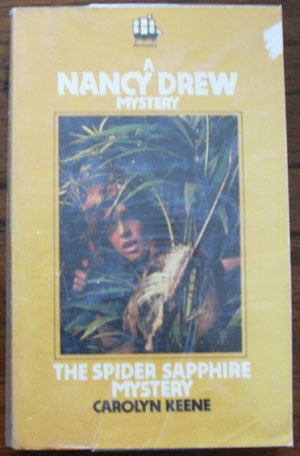 A
NANCY DREW
MYSTERY
THE SPIDER SAPPHIRE
MYSTERY
CAROLYN KEENE